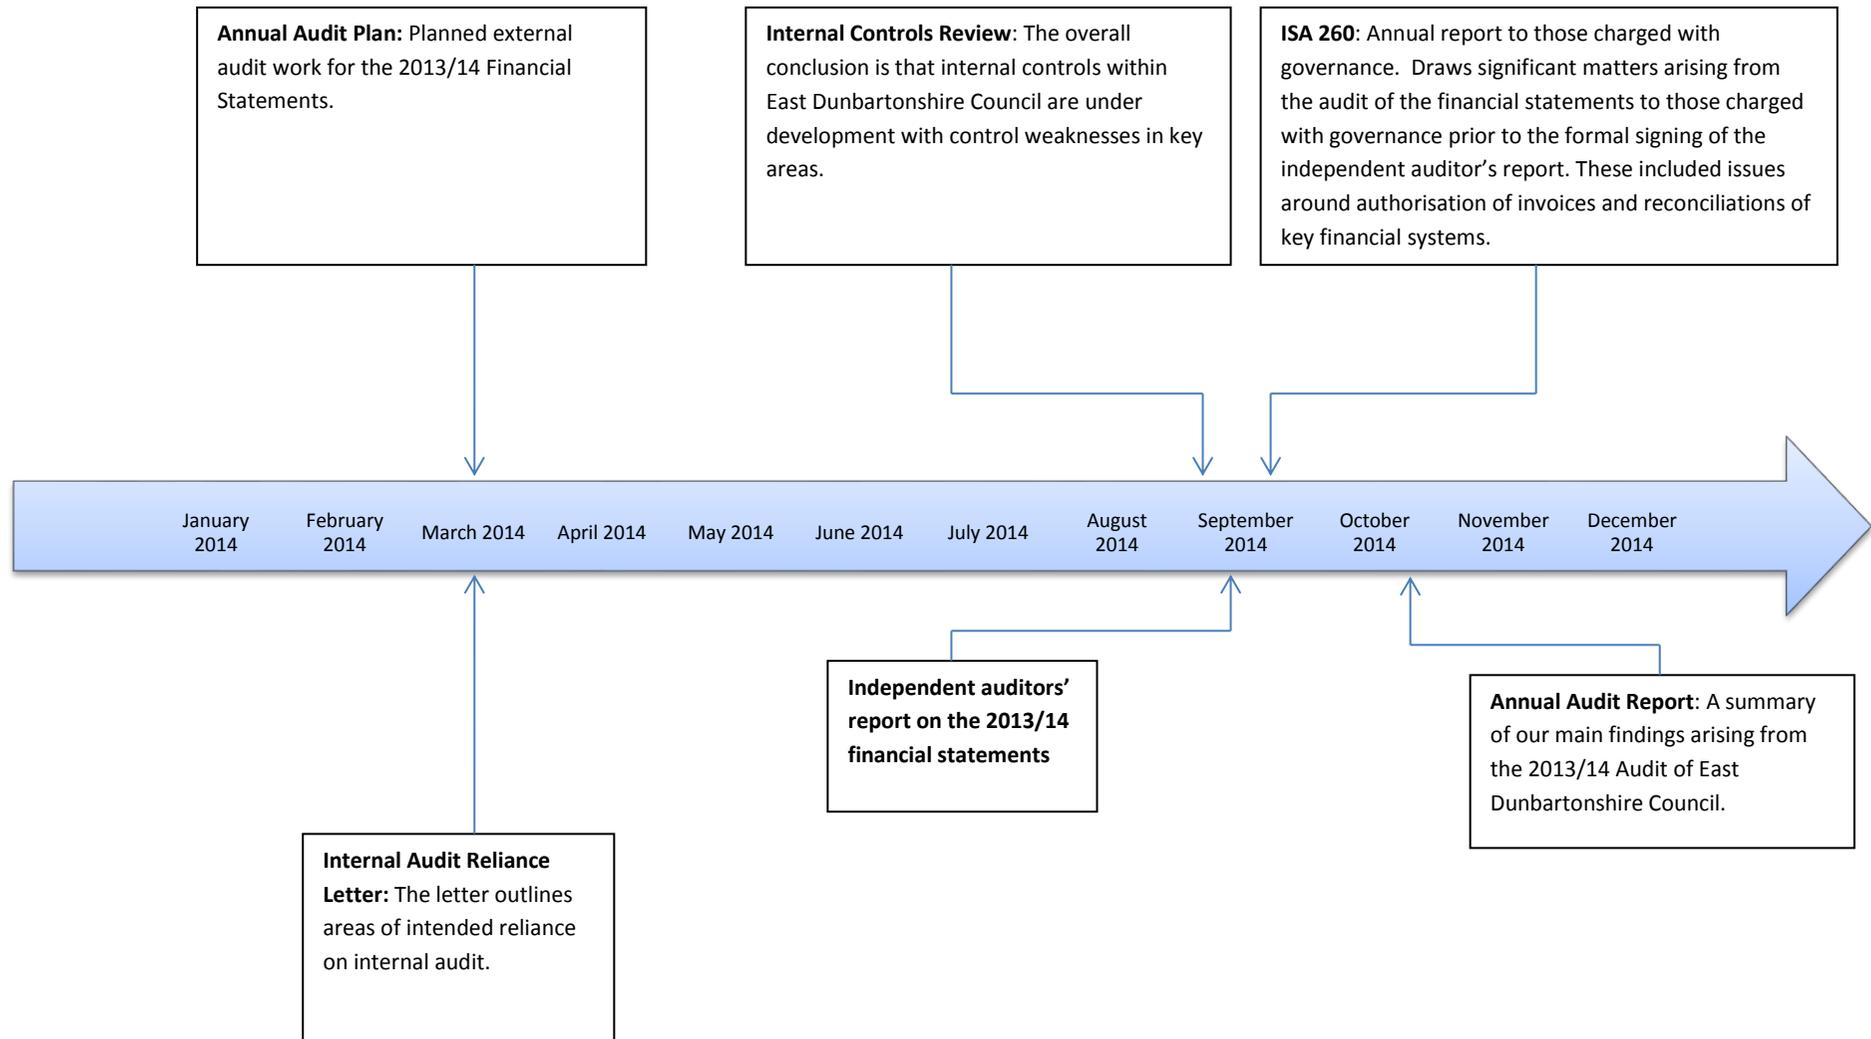 Annual Audit Plan: Planned external
audit work for the 2013/14 Financial
Statements.
Internal Controls Review: The overall
conclusion is that internal controls within
East Dunbartonshire Council are under
development with control weaknesses in key
areas.
ISA 260: Annual report to those charged with
governance.  Draws significant matters arising from
the audit of the financial statements to those charged
with governance prior to the formal signing of the
independent auditor’s report. These included issues
around authorisation of invoices and reconciliations of
key financial systems.
January
2014
February
2014
March 2014
April 2014
May 2014
June 2014
July 2014
August
2014
September
2014
October
2014
November
2014
December
2014
Independent auditors’
report on the 2013/14
financial statements
Annual Audit Report: A summary
of our main findings arising from
the 2013/14 Audit of East
Dunbartonshire Council.
Internal Audit Reliance
Letter: The letter outlines
areas of intended reliance
on internal audit.